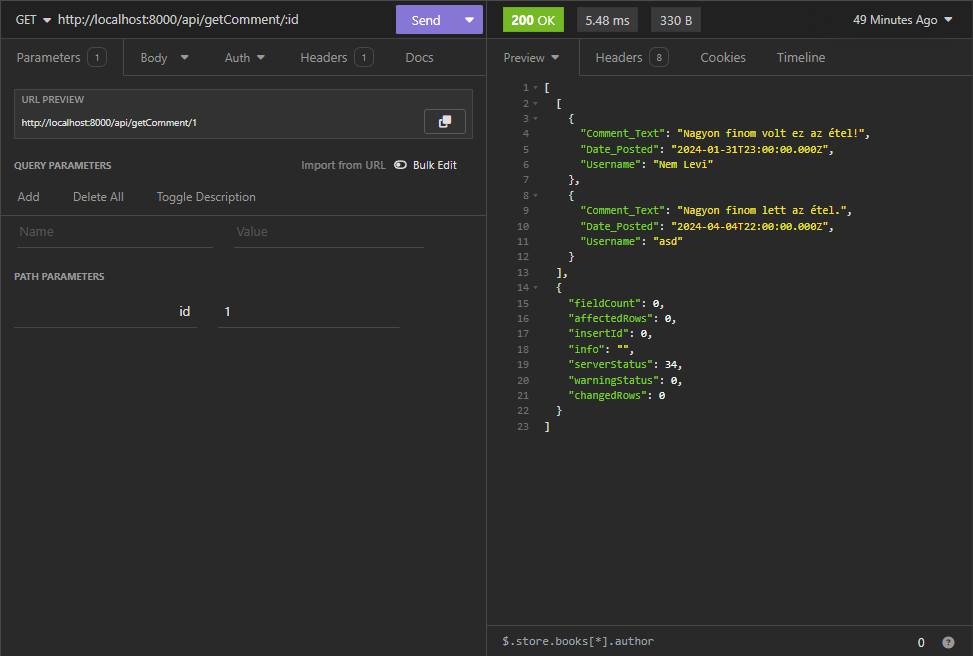 GET http://localhost:8000/api/getComment/:id Send 200 OK 5.48 ms 330 B 49 Minutes Ago
Parameters 1 Body Auth Headers 1 Docs
URL PREVIEW
http://localhost:8000/api/getComment/1
QUERY PARAMETERS Import from URL Bulk Edit
Add Delete All Toggle Description
Name Value
PATH PARAMETERS
id 1
Preview Headers 8 Cookies Timeline
1 [
2 [
3 {
4 "Comment_Text": "Nagyon finom volt ez az étel!",
5 "Date_Posted": "2024-01-31T23:00:00.000Z",
6 "Username": "Nem Levi"
7 },
8 {
9 "Comment_Text": "Nagyon finom lett az étel.",
10 "Date_Posted": "2024-04-04T22:00:00.000Z",
11 "Username": "asd"
12 }
13 ],
14 {
15 "fieldCount": 0,
16 "affectedRows": 0,
17 "insertId": 0,
18 "info": "",
19 "serverStatus": 34,
20 "warningStatus": 0,
21 "changedRows": 0
22 }
23 ]
$.store.books[*].author 0 ?